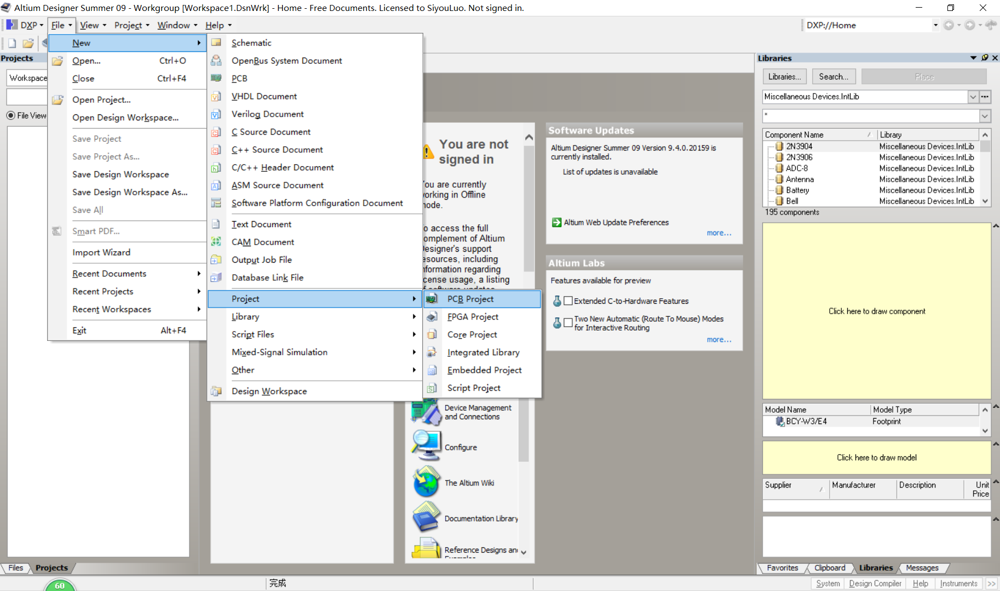 Altium Designer Summer 09 - Workgroup [Workspace1.DsnWrk] - Home - Free Documents. Licensed to SiyouLuo. Not signed in.
DXP File View Project Window Help
DXP://Home
Projects
Workspace
File View
New
Open... Ctrl+O
Close Ctrl+F4
Open Project...
Open Design Workspace...
Save Project
Save Project As...
Save Design Workspace
Save Design Workspace As...
Save All
Smart PDF...
Import Wizard
Recent Documents
Recent Projects
Recent Workspaces
Exit Alt+F4
Schematic
OpenBus System Document
PCB
VHDL Document
Verilog Document
C Source Document
C++ Source Document
C/C++ Header Document
ASM Source Document
Software Platform Configuration Document
Text Document
CAM Document
Output Job File
Database Link File
Project
Library
Script Files
Mixed-Signal Simulation
Other
Design Workspace
PCB Project
FPGA Project
Core Project
Integrated Library
Embedded Project
Script Project
You are not
signed in
ou are currently
orking in Offline
ode.
o access the full
omplement of Altium
esigner's support
esources, including
formation regarding
cense usage, a listing
Device Management
and Connections
Configure
The Altium Wiki
Documentation Library
Reference Designs an
Software Updates
Altium Designer Summer 09 Version 9.4.0.20159 is
currently installed.
List of updates is unavailable
Altium Web Update Preferences
more...
Altium Labs
Features available for preview
Extended C-to-Hardware Features
Two New Automatic (Route To Mouse) Modes
for Interactive Routing
more...
Libraries
Libraries... Search... Place
Miscellaneous Devices.IntLib
*
Component Name Library
2N3904 Miscellaneous Devices.IntLib
2N3906 Miscellaneous Devices.IntLib
ADC-8 Miscellaneous Devices.IntLib
Antenna Miscellaneous Devices.IntLib
Battery Miscellaneous Devices.IntLib
Bell Miscellaneous Devices.IntLib
195 components
Click here to draw component
Model Name Model Type
BCY-W3/E4 Footprint
Click here to draw model
Supplier Manufacturer Description Unit
Price
Files Projects
Favorites Clipboard Libraries Messages
60
完成
System Design Compiler Help Instruments >>